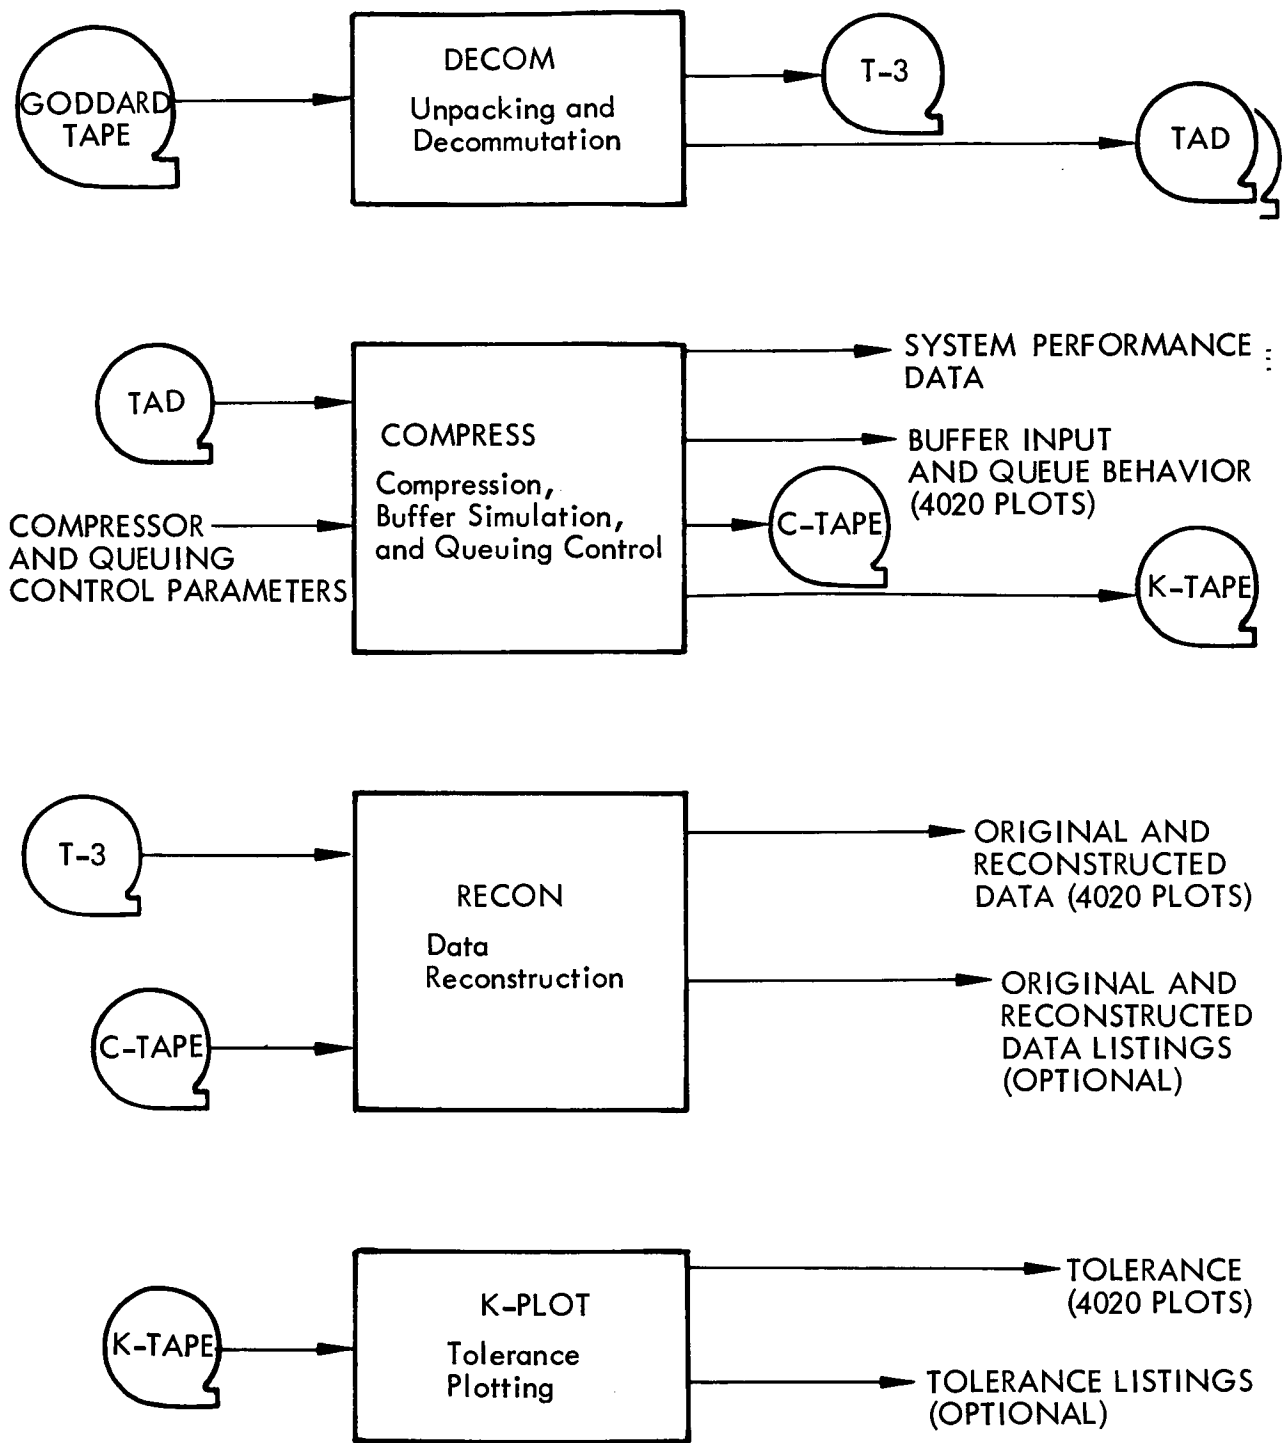 GODDARD
TAPE
DECOM
Unpacking and
Decommutation
T-3
TAD
TAD
COMPRESSOR
AND QUEUING
CONTROL PARAMETERS
COMPRESS
Compression,
Buffer Simulation,
and Queuing Control
SYSTEM PERFORMANCE
DATA
BUFFER INPUT
AND QUEUE BEHAVIOR
(4020 PLOTS)
C-TAPE
K-TAPE
T-3
C-TAPE
RECON
Data
Reconstruction
ORIGINAL AND
RECONSTRUCTED
DATA (4020 PLOTS)
ORIGINAL AND
RECONSTRUCTED
DATA LISTINGS
(OPTIONAL)
K-TAPE
K-PLOT
Tolerance
Plotting
TOLERANCE
(4020 PLOTS)
TOLERANCE LISTINGS
(OPTIONAL)